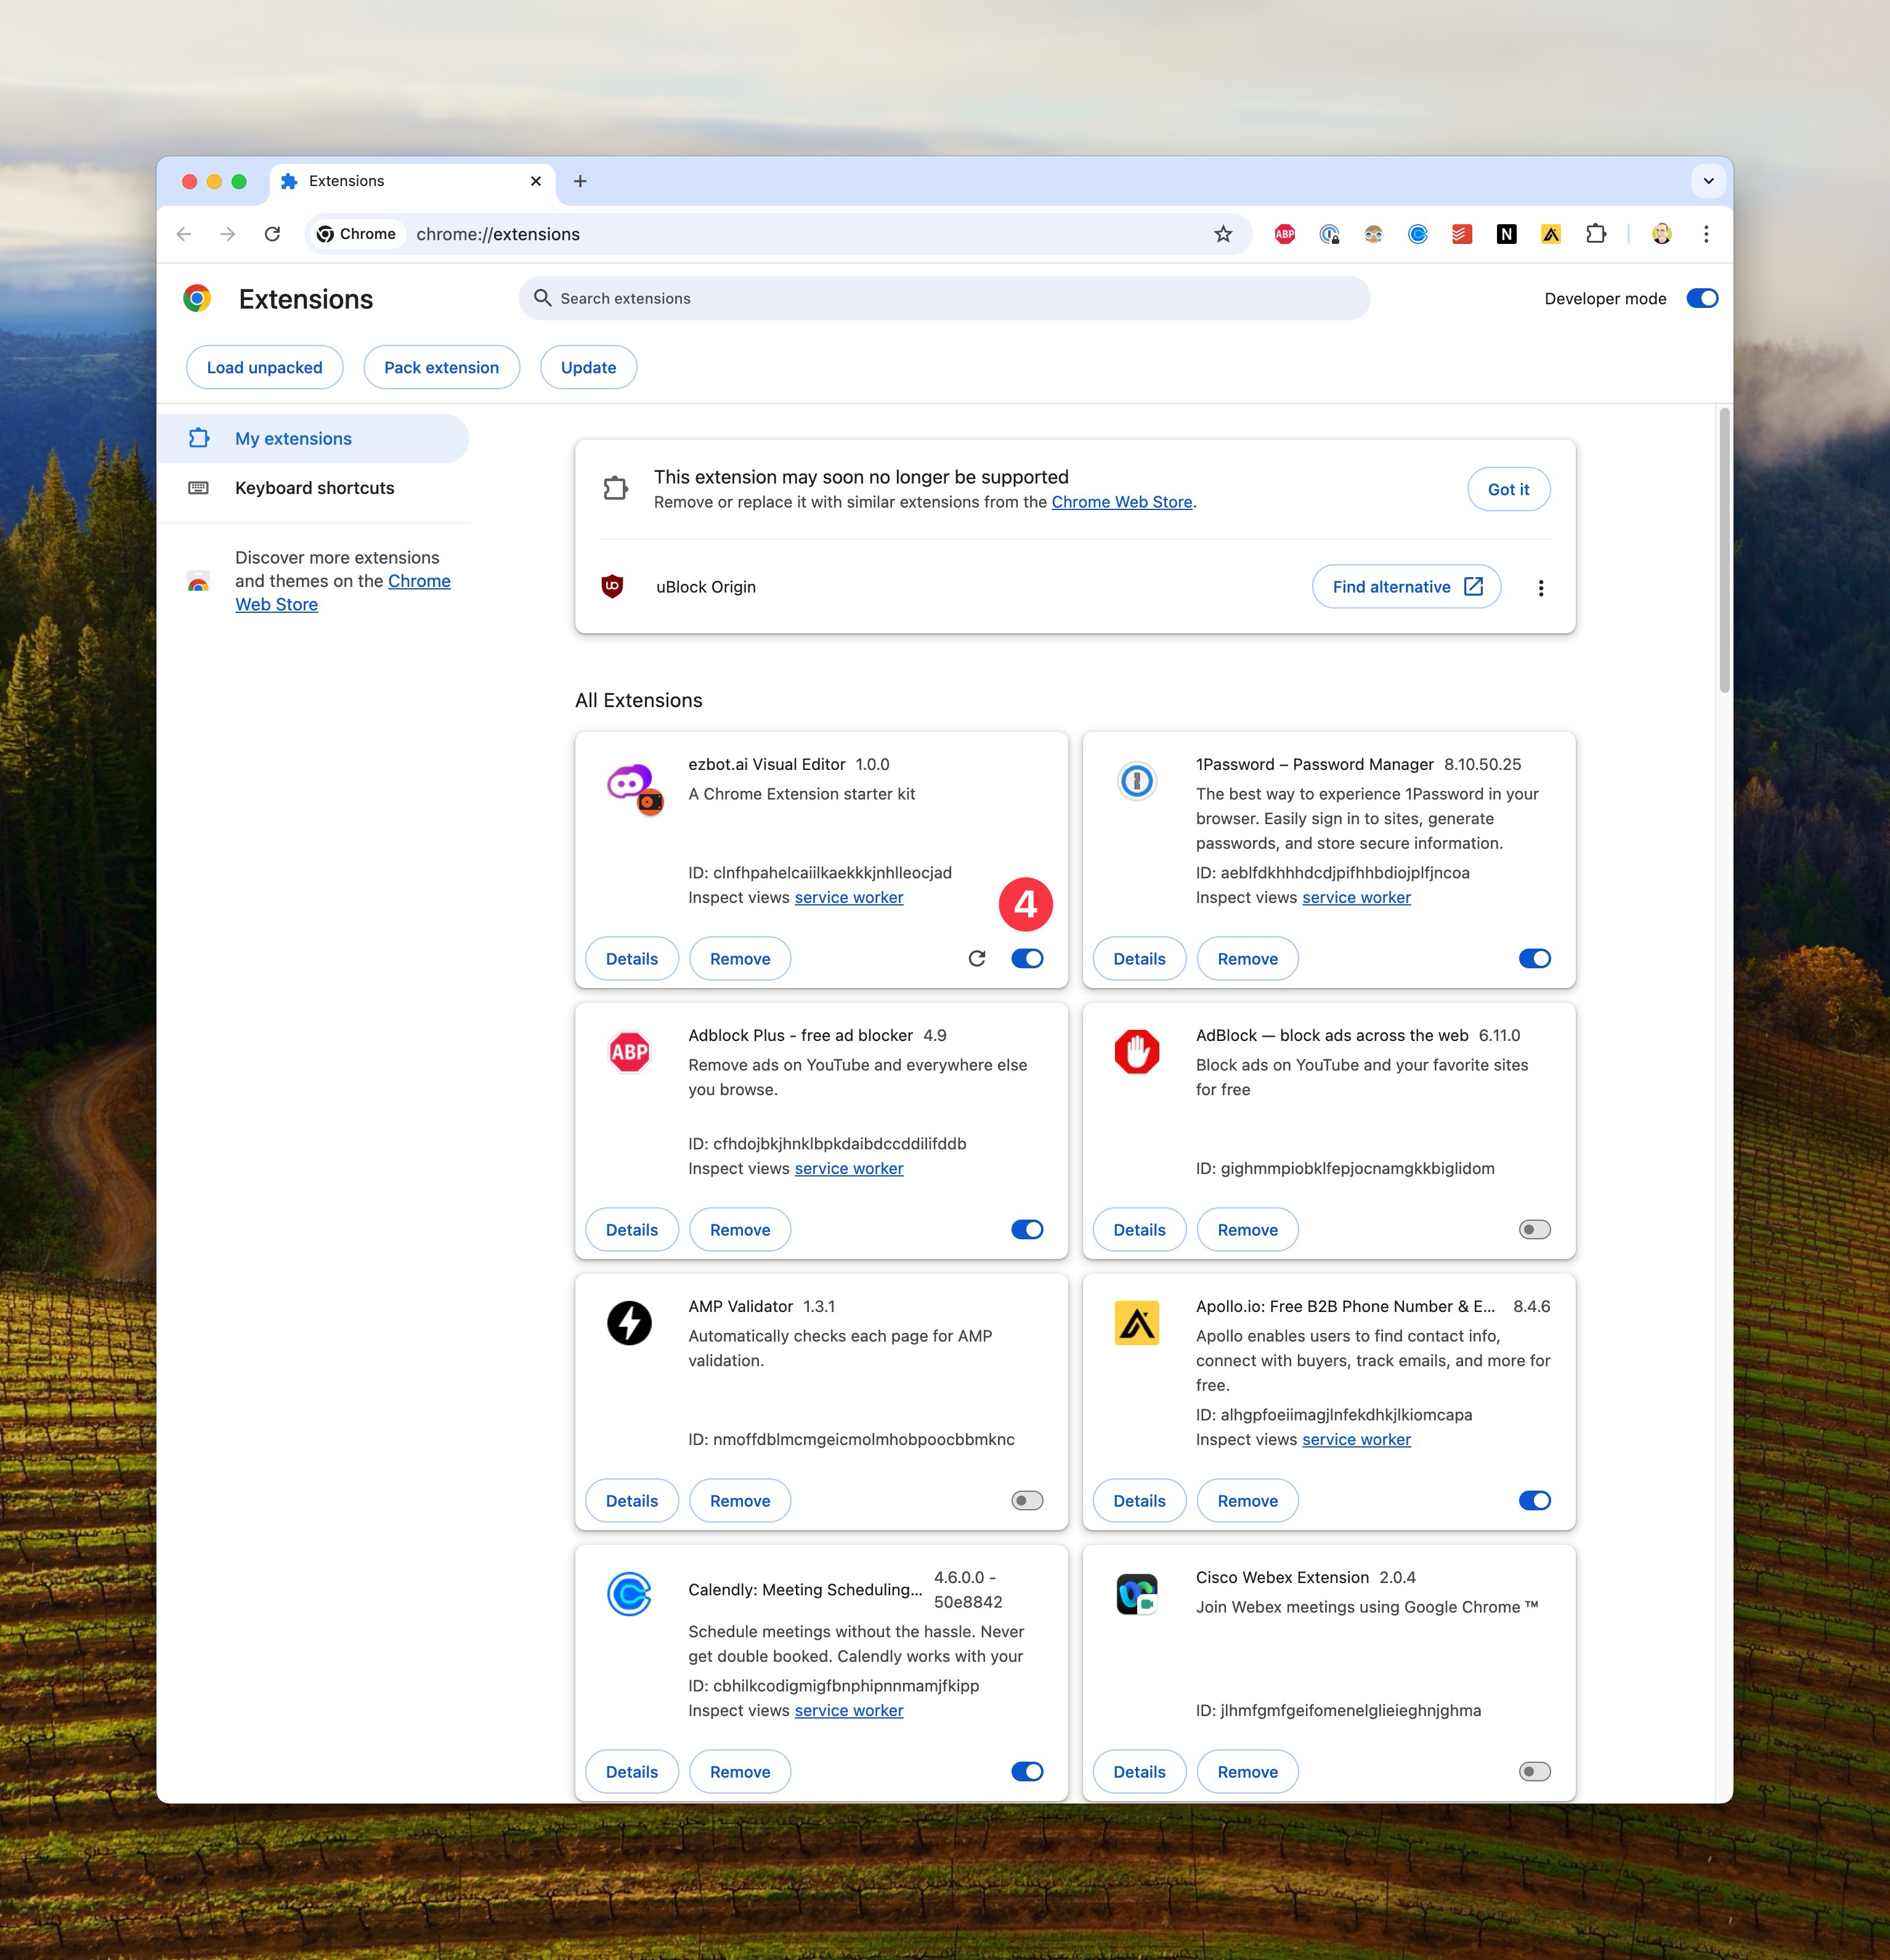 Extensions
Chrome
chrome://extensions
ABP
N
Extensions
Search extensions
Developer mode
Load unpacked
Pack extension
Update
My extensions
Keyboard shortcuts
Discover more extensions
and themes on the Chrome
Web Store
This extension may soon no longer be supported
Remove or replace it with similar extensions from the Chrome Web Store.
Got it
uBlock Origin
Find alternative
All Extensions
ezbot.ai Visual Editor 1.0.0
A Chrome Extension starter kit
ID: clnfhpahelcaiilkaekkkjnhlleocjad
Inspect views service worker
4
Details
Remove
1Password – Password Manager 8.10.50.25
The best way to experience 1Password in your
browser. Easily sign in to sites, generate
passwords, and store secure information.
ID: aeblfdkhhhdcdjpifhhbdiojplfjncoa
Inspect views service worker
Details
Remove
ABP
Adblock Plus - free ad blocker 4.9
Remove ads on YouTube and everywhere else
you browse.
ID: cfhdojbkjhnklbpkdaibdccddilifddb
Inspect views service worker
Details
Remove
AdBlock — block ads across the web 6.11.0
Block ads on YouTube and your favorite sites
for free
ID: gighmmpiobklfepjocnamgkkbiglidom
Details
Remove
AMP Validator 1.3.1
Automatically checks each page for AMP
validation.
ID: nmoffdblmcmgeicmolmhobpoocbbmknc
Details
Remove
Apollo.io: Free B2B Phone Number & E... 8.4.6
Apollo enables users to find contact info,
connect with buyers, track emails, and more for
free.
ID: alhgpfoeiimagjlnfekdhkjlkiomcapa
Inspect views service worker
Details
Remove
Calendly: Meeting Scheduling... 4.6.0.0 -
50e8842
Schedule meetings without the hassle. Never
get double booked. Calendly works with your
ID: cbhilkcodigmigfbnphipnnmamjfkipp
Inspect views service worker
Details
Remove
Cisco Webex Extension 2.0.4
Join Webex meetings using Google Chrome ™
ID: jlhmfgmfgeifomenelglieieghnjghma
Details
Remove